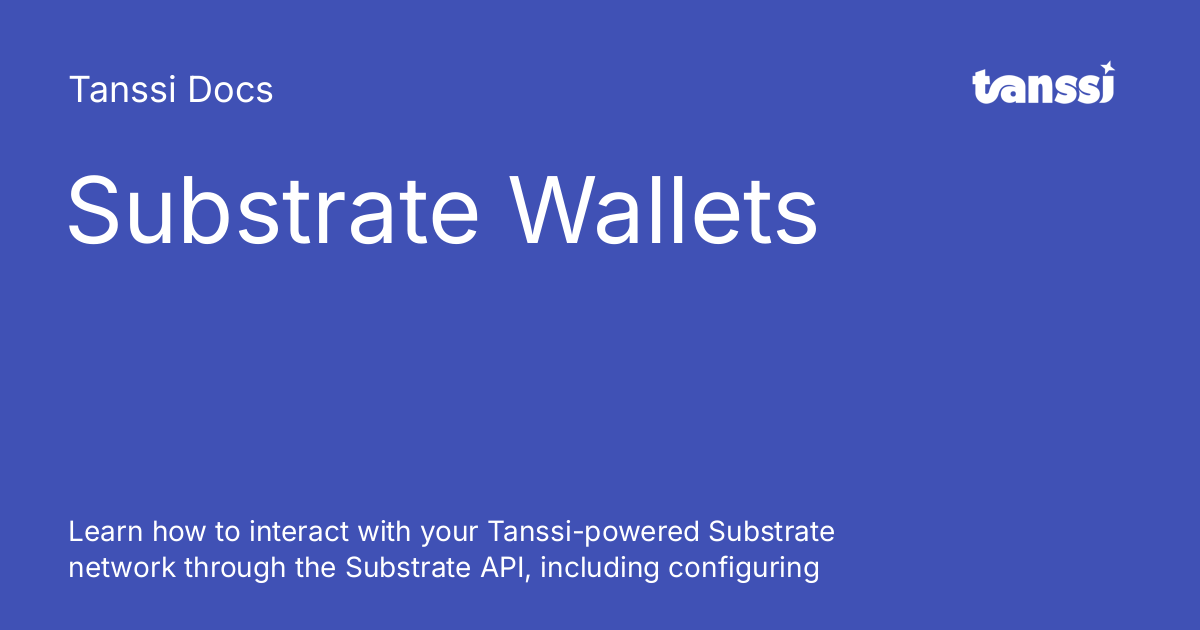 Tanssi Docs
tanssi
Substrate Wallets
Learn how to interact with your Tanssi-powered Substrate
network through the Substrate API, including configuring